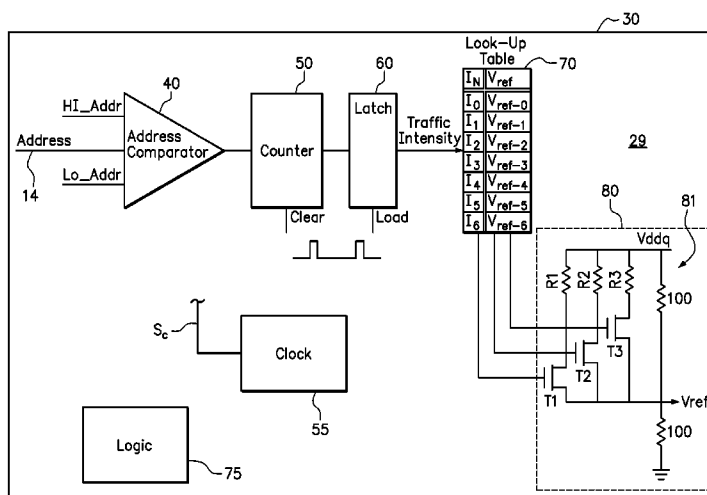 30
Look-Up
Table
70
50
60
40
I_N V_ref
I_0 V_ref-0
I_1 V_ref-1
I_2 V_ref-2
I_3 V_ref-3
I_4 V_ref-4
I_5 V_ref-5
I_6 V_ref-6
HI_Addr
Address
Lo_Addr
14
Address
Comparator
Counter
Latch
Traffic
Intensity
Clear
Load
29
80
81
Vddq
R1
R2
R3
100
T3
T2
T1
Vref
100
S_c
Clock
55
Logic
75